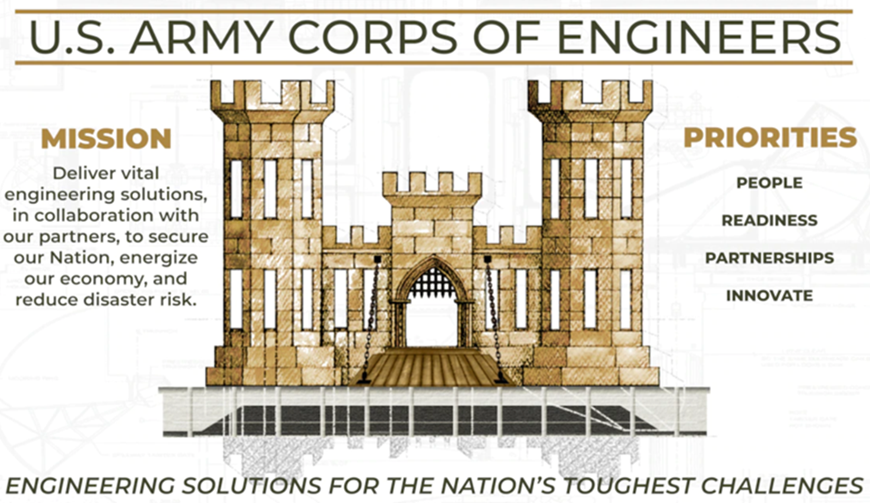 U.S. ARMY CORPS OF ENGINEERS
MISSION
Deliver vital
engineering solutions,
in collaboration with
our partners, to secure
our Nation, energize
our economy, and
reduce disaster risk.
PRIORITIES
PEOPLE
READINESS
PARTNERSHIPS
INNOVATE
ENGINEERING SOLUTIONS FOR THE NATION’S TOUGHEST CHALLENGES